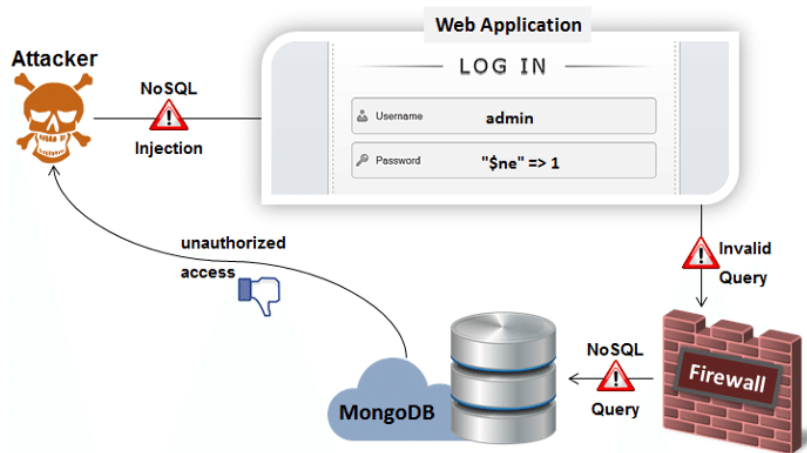 Web Application
Attacker
NoSQL
Injection
LOG IN
Username
admin
Password
"$ne" => 1
unauthorized
access
Invalid
Query
NoSQL
Query
Firewall
MongoDB